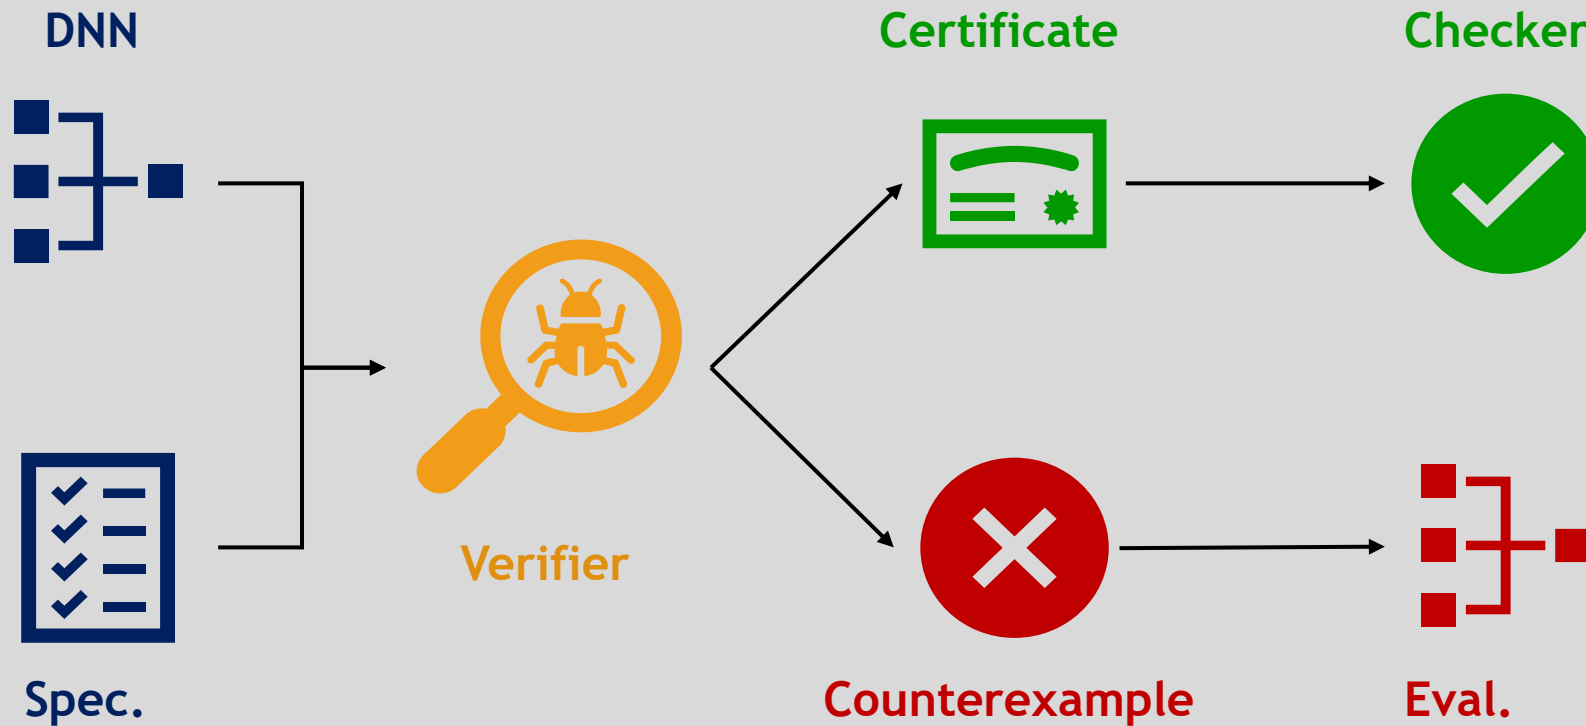 DNN
Certificate
Checker
Verifier
Spec.
Counterexample
Eval.